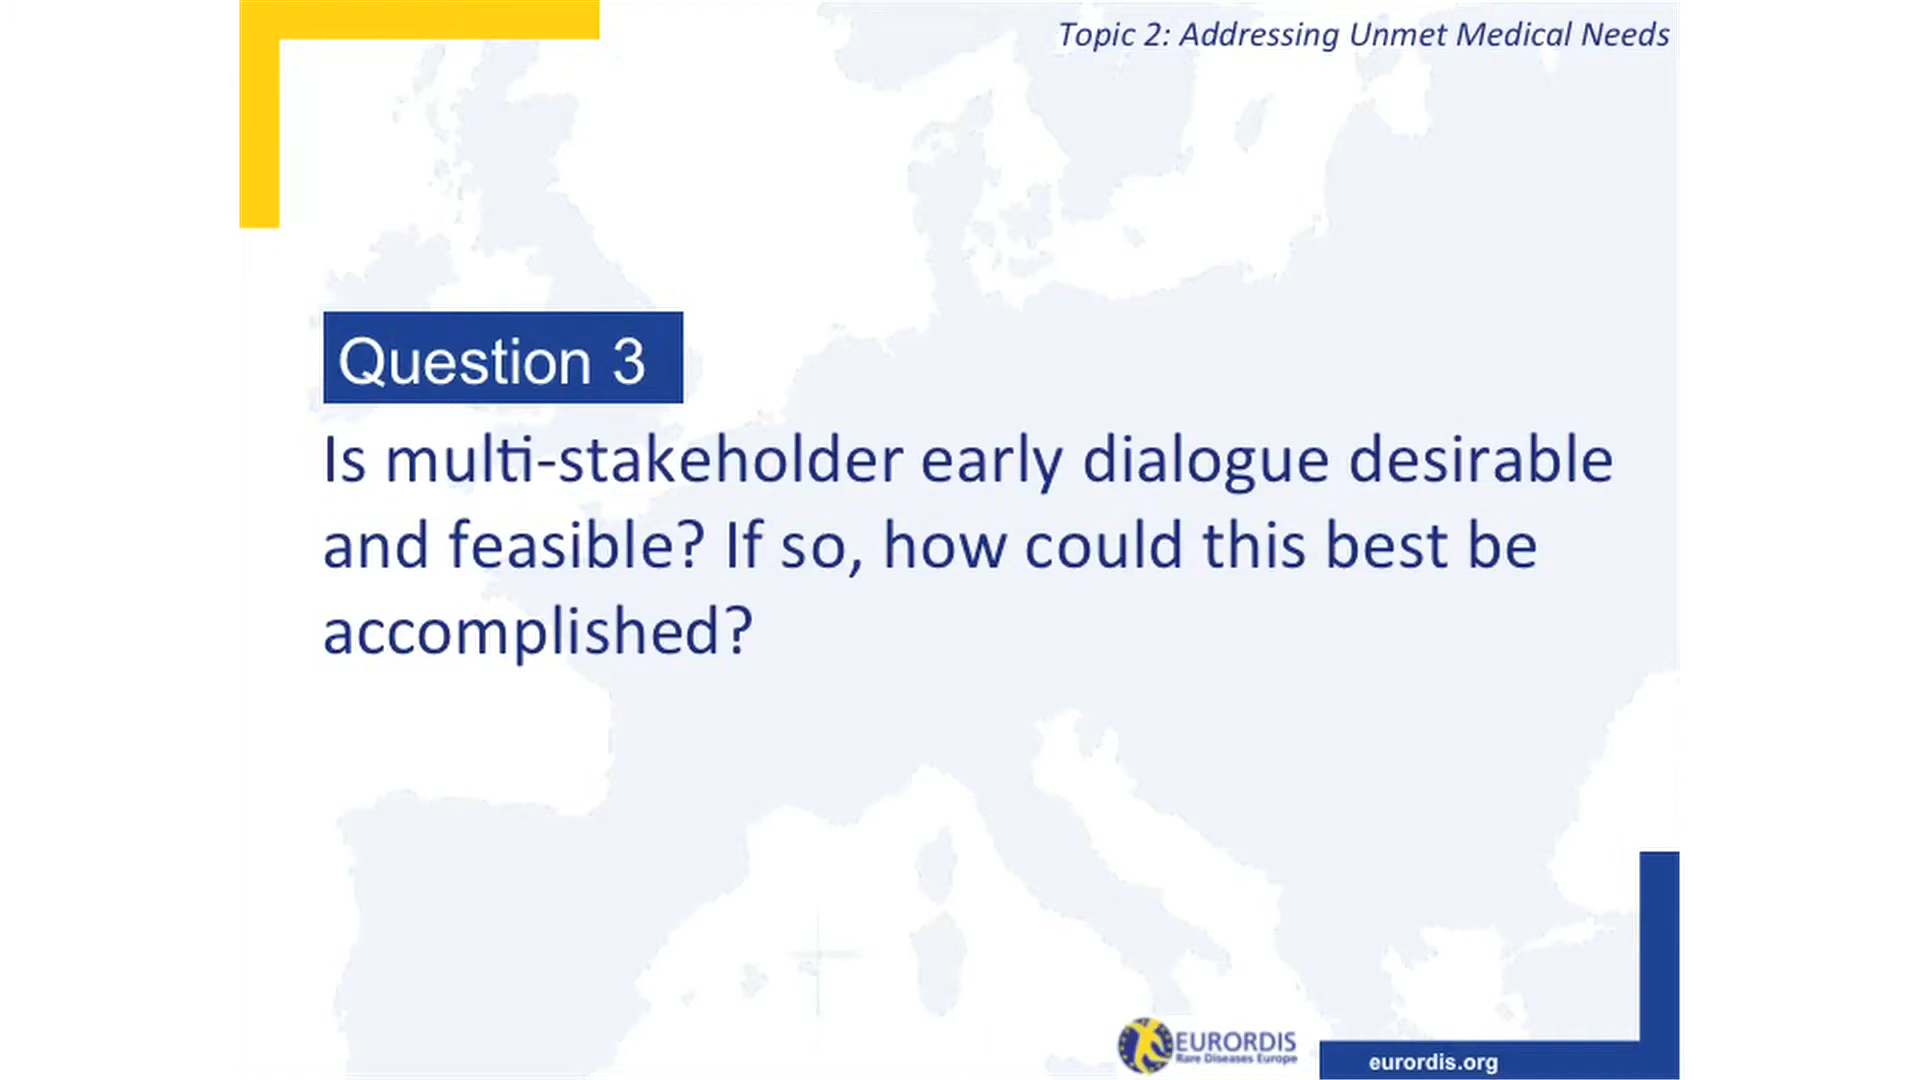 Topic 2: Addressing Unmet Medical Needs
Question 3
Is multi-stakeholder early dialogue desirable
and feasible? If so, how could this best be
accomplished?
EURORDIS
Rare Diseases Europe
eurordis.org